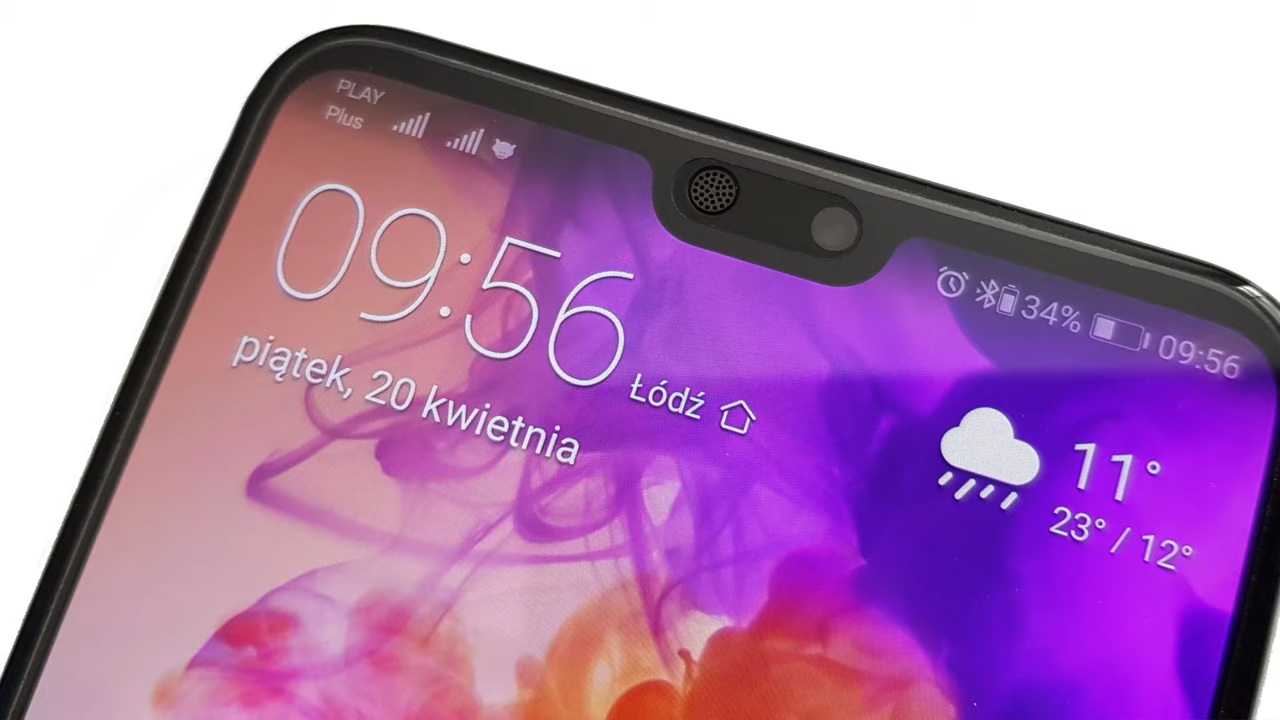 PLAY
Plus
34% 09:56
09:56
Łódź
piątek, 20 kwietnia
11°
23° / 12°